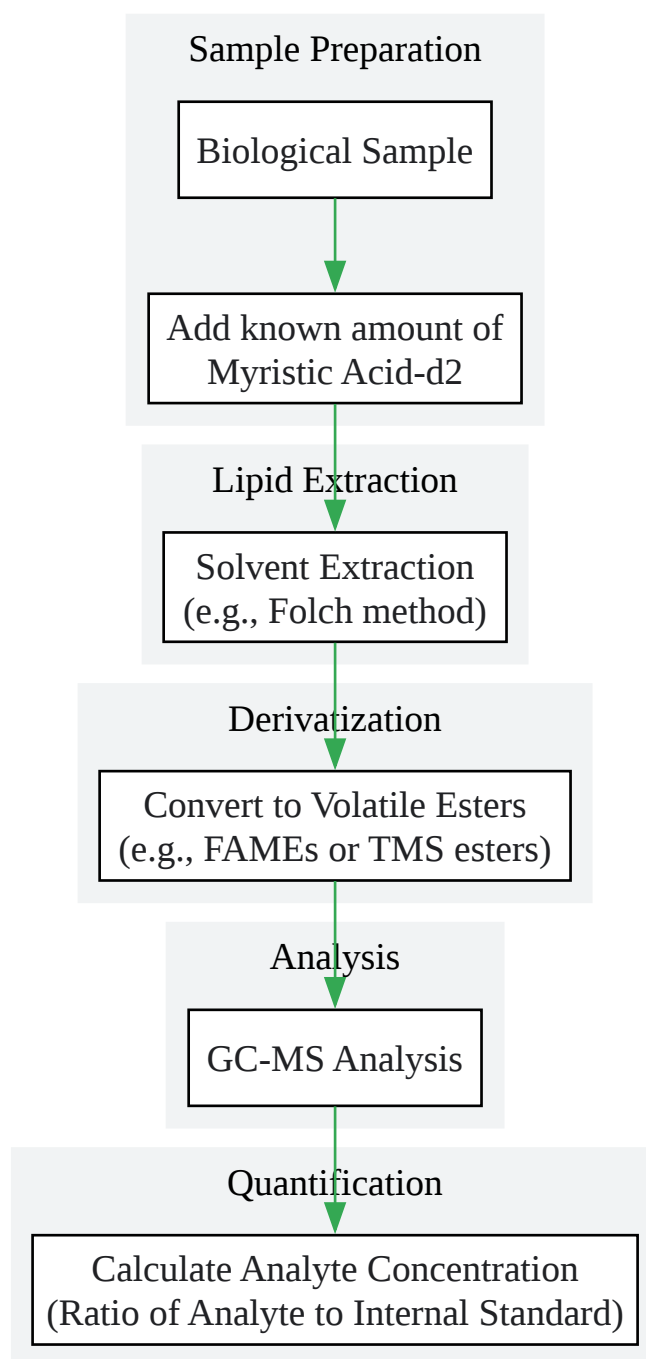 Sample Preparation
Biological Sample
Add known amount of
Myristic Acid-d2
Lipid Extraction
Solvent Extraction
(e.g., Folch method)
Derivatization
Convert to Volatile Esters
(e.g., FAMEs or TMS esters)
Analysis
GC-MS Analysis
Quantification
Calculate Analyte Concentration
(Ratio of Analyte to Internal Standard)